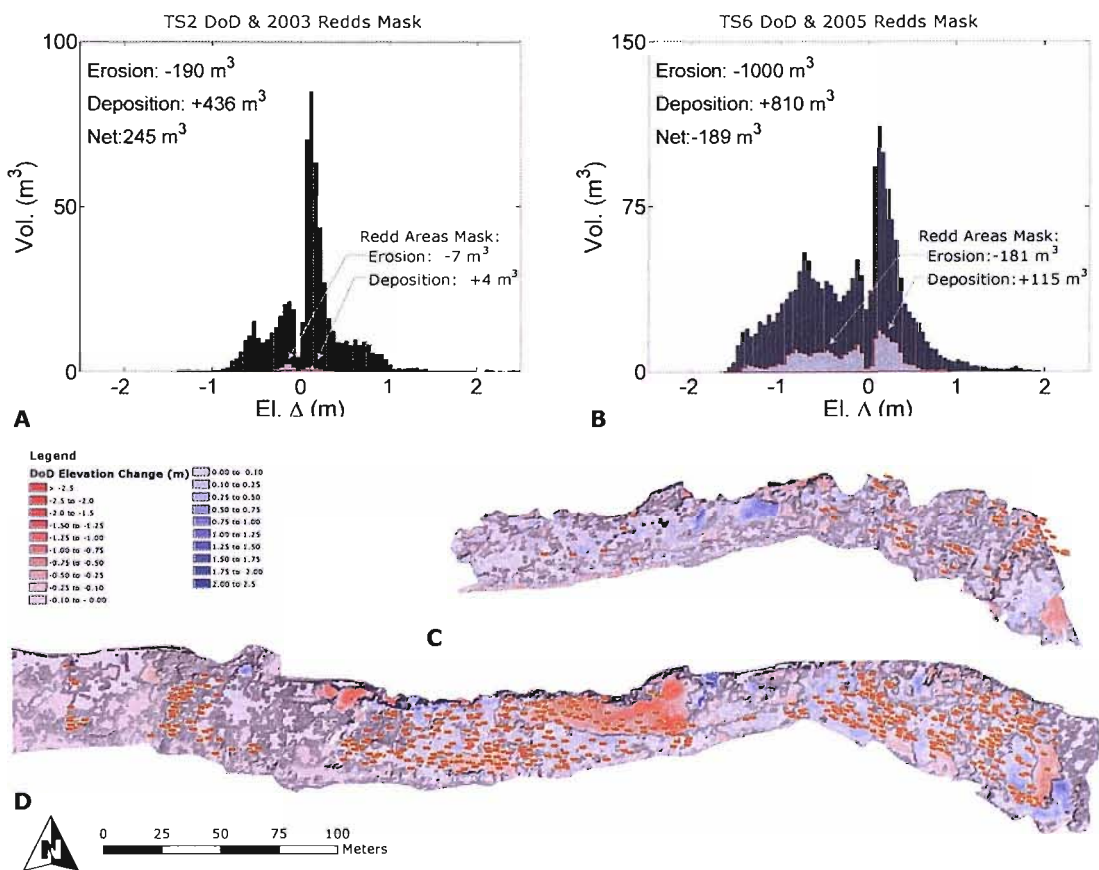 TS2 DoD & 2003 Redds Mask
100
50
0
Vol. (m³)
Erosion: -190 m³
Deposition: +436 m³
Net:245 m³
Redd Areas Mask:
Erosion: -7 m³
Deposition: +4 m³
-2 -1 0 1 2
El. Δ (m)
A
TS6 DoD & 2005 Redds Mask
150
75
0
Vol. (m³)
Erosion: -1000 m³
Deposition: +810 m³
Net:-189 m³
Redd Areas Mask:
Erosion:-181 m³
Deposition:+115 m³
-2 -1 0 1 2
El. Δ (m)
B
Legend
DoD Elevation Change (m)
> -2.5
-2.5 to -2.0
-2.0 to -1.5
-1.50 to -1.25
-1.25 to -1.00
-1.00 to -0.75
-0.75 to -0.50
-0.50 to -0.25
-0.25 to -0.10
-0.10 to -0.00
0.00 to 0.10
0.10 to 0.25
0.25 to 0.50
0.50 to 0.75
0.75 to 1.00
1.00 to 1.25
1.25 to 1.50
1.50 to 1.75
1.75 to 2.00
2.00 to 2.5
C
D
N
0 25 50 75 100
Meters